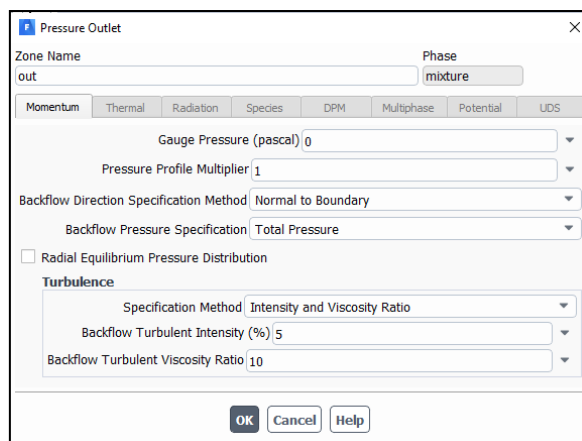 Pressure Outlet
Zone Name Phase
out mixture
Momentum Thermal Radiation Species DPM Multiphase Potential UDS
Gauge Pressure (pascal) 0
Pressure Profile Multiplier 1
Backflow Direction Specification Method Normal to Boundary
Backflow Pressure Specification Total Pressure
Radial Equilibrium Pressure Distribution
Turbulence
Specification Method Intensity and Viscosity Ratio
Backflow Turbulent Intensity (%) 5
Backflow Turbulent Viscosity Ratio 10
OK Cancel Help